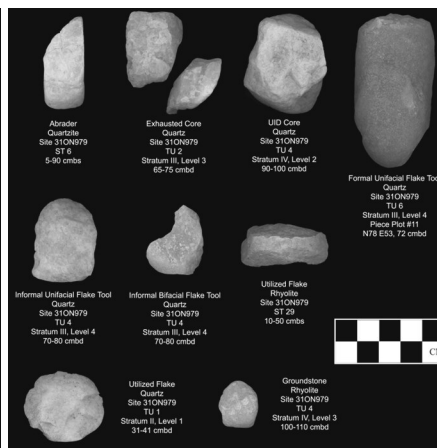 Abrader
Quartzite
Site 31ON979
ST 6
5-90 cmbs
Exhausted Core
Quartz
Site 31ON979
TU 2
Stratum III, Level 3
65-75 cmbd
UID Core
Quartz
Site 31ON979
TU 4
Stratum IV, Level 2
90-100 cmbd
Formal Unifacial Flake Too
Quartz
Site 31ON979
TU 6
Stratum III, Level 4
Piece Plot #11
N78 E53, 72 cmbd
Informal Unifacial Flake Tool
Quartz
Site 31ON979
TU 4
Stratum III, Level 4
70-80 cmbd
Informal Bifacial Flake Tool
Quartz
Site 31ON979
TU 4
Stratum III, Level 4
70-80 cmbd
Utilized Flake
Rhyolite
Site 31ON979
ST 29
10-50 cmbs
Utilized Flake
Quartz
Site 31ON979
TU 1
Stratum II, Level 1
31-41 cmbd
Groundstone
Rhyolite
Site 31ON979
TU 4
Stratum IV, Level 3
100-110 cmbd